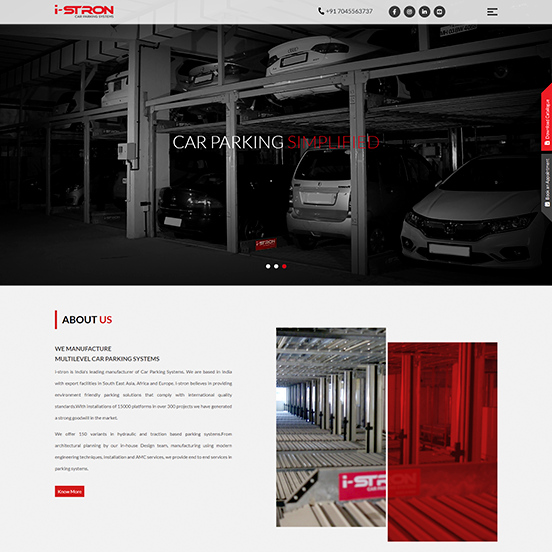 i-STRON
CAR PARKING SYSTEMS
+91 7045563737
Download Catalogue
Book an Appointment
CAR PARKING SIMPLIFIED
i-STRON
ABOUT US
WE MANUFACTURE
MULTILEVEL CAR PARKING SYSTEMS
i-stron is India's leading manufacturer of Car Parking Systems. We are based in India
with export facilities in South East Asia, Africa and Europe. I-stron believes in providing
environment friendly parking solutions that comply with international quality
standards.With installations of 15000 platforms in over 300 projects we have generated
a strong goodwill in the market.
We offer 150 variants in hydraulic and traction based parking systems.From
architectural planning by our in-house Design team, manufacturing using modern
engineering techniques, installation and AMC services, we provide end to end services in
parking systems.
Know More
i-STRON
CAR PARKING